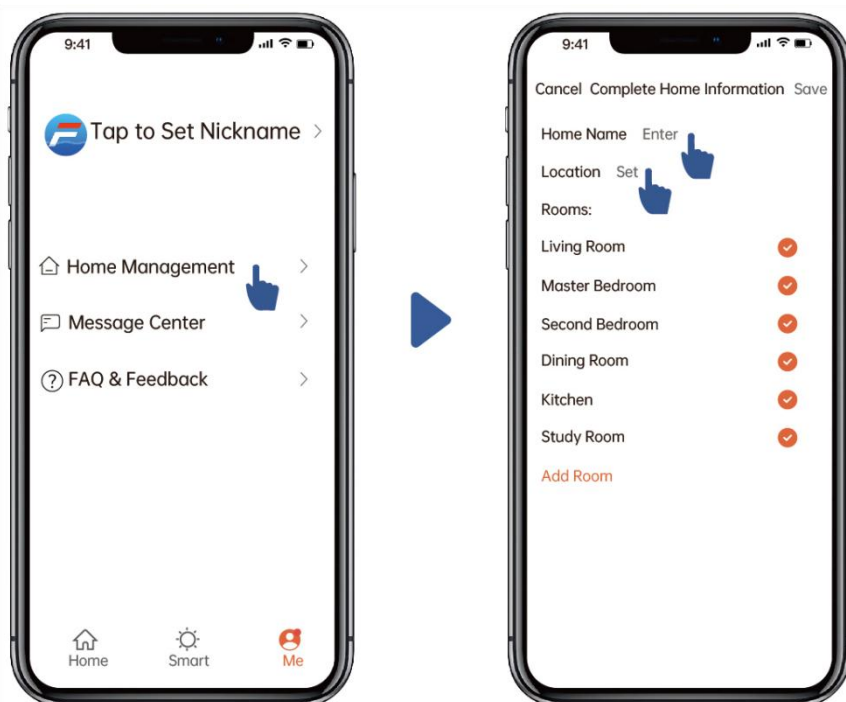 9:41
Tap to Set Nickname
Home Management
Message Center
FAQ & Feedback
Home
Smart
Me
9:41
Cancel Complete Home Information Save
Home Name Enter
Location Set
Rooms:
Living Room
Master Bedroom
Second Bedroom
Dining Room
Kitchen
Study Room
Add Room